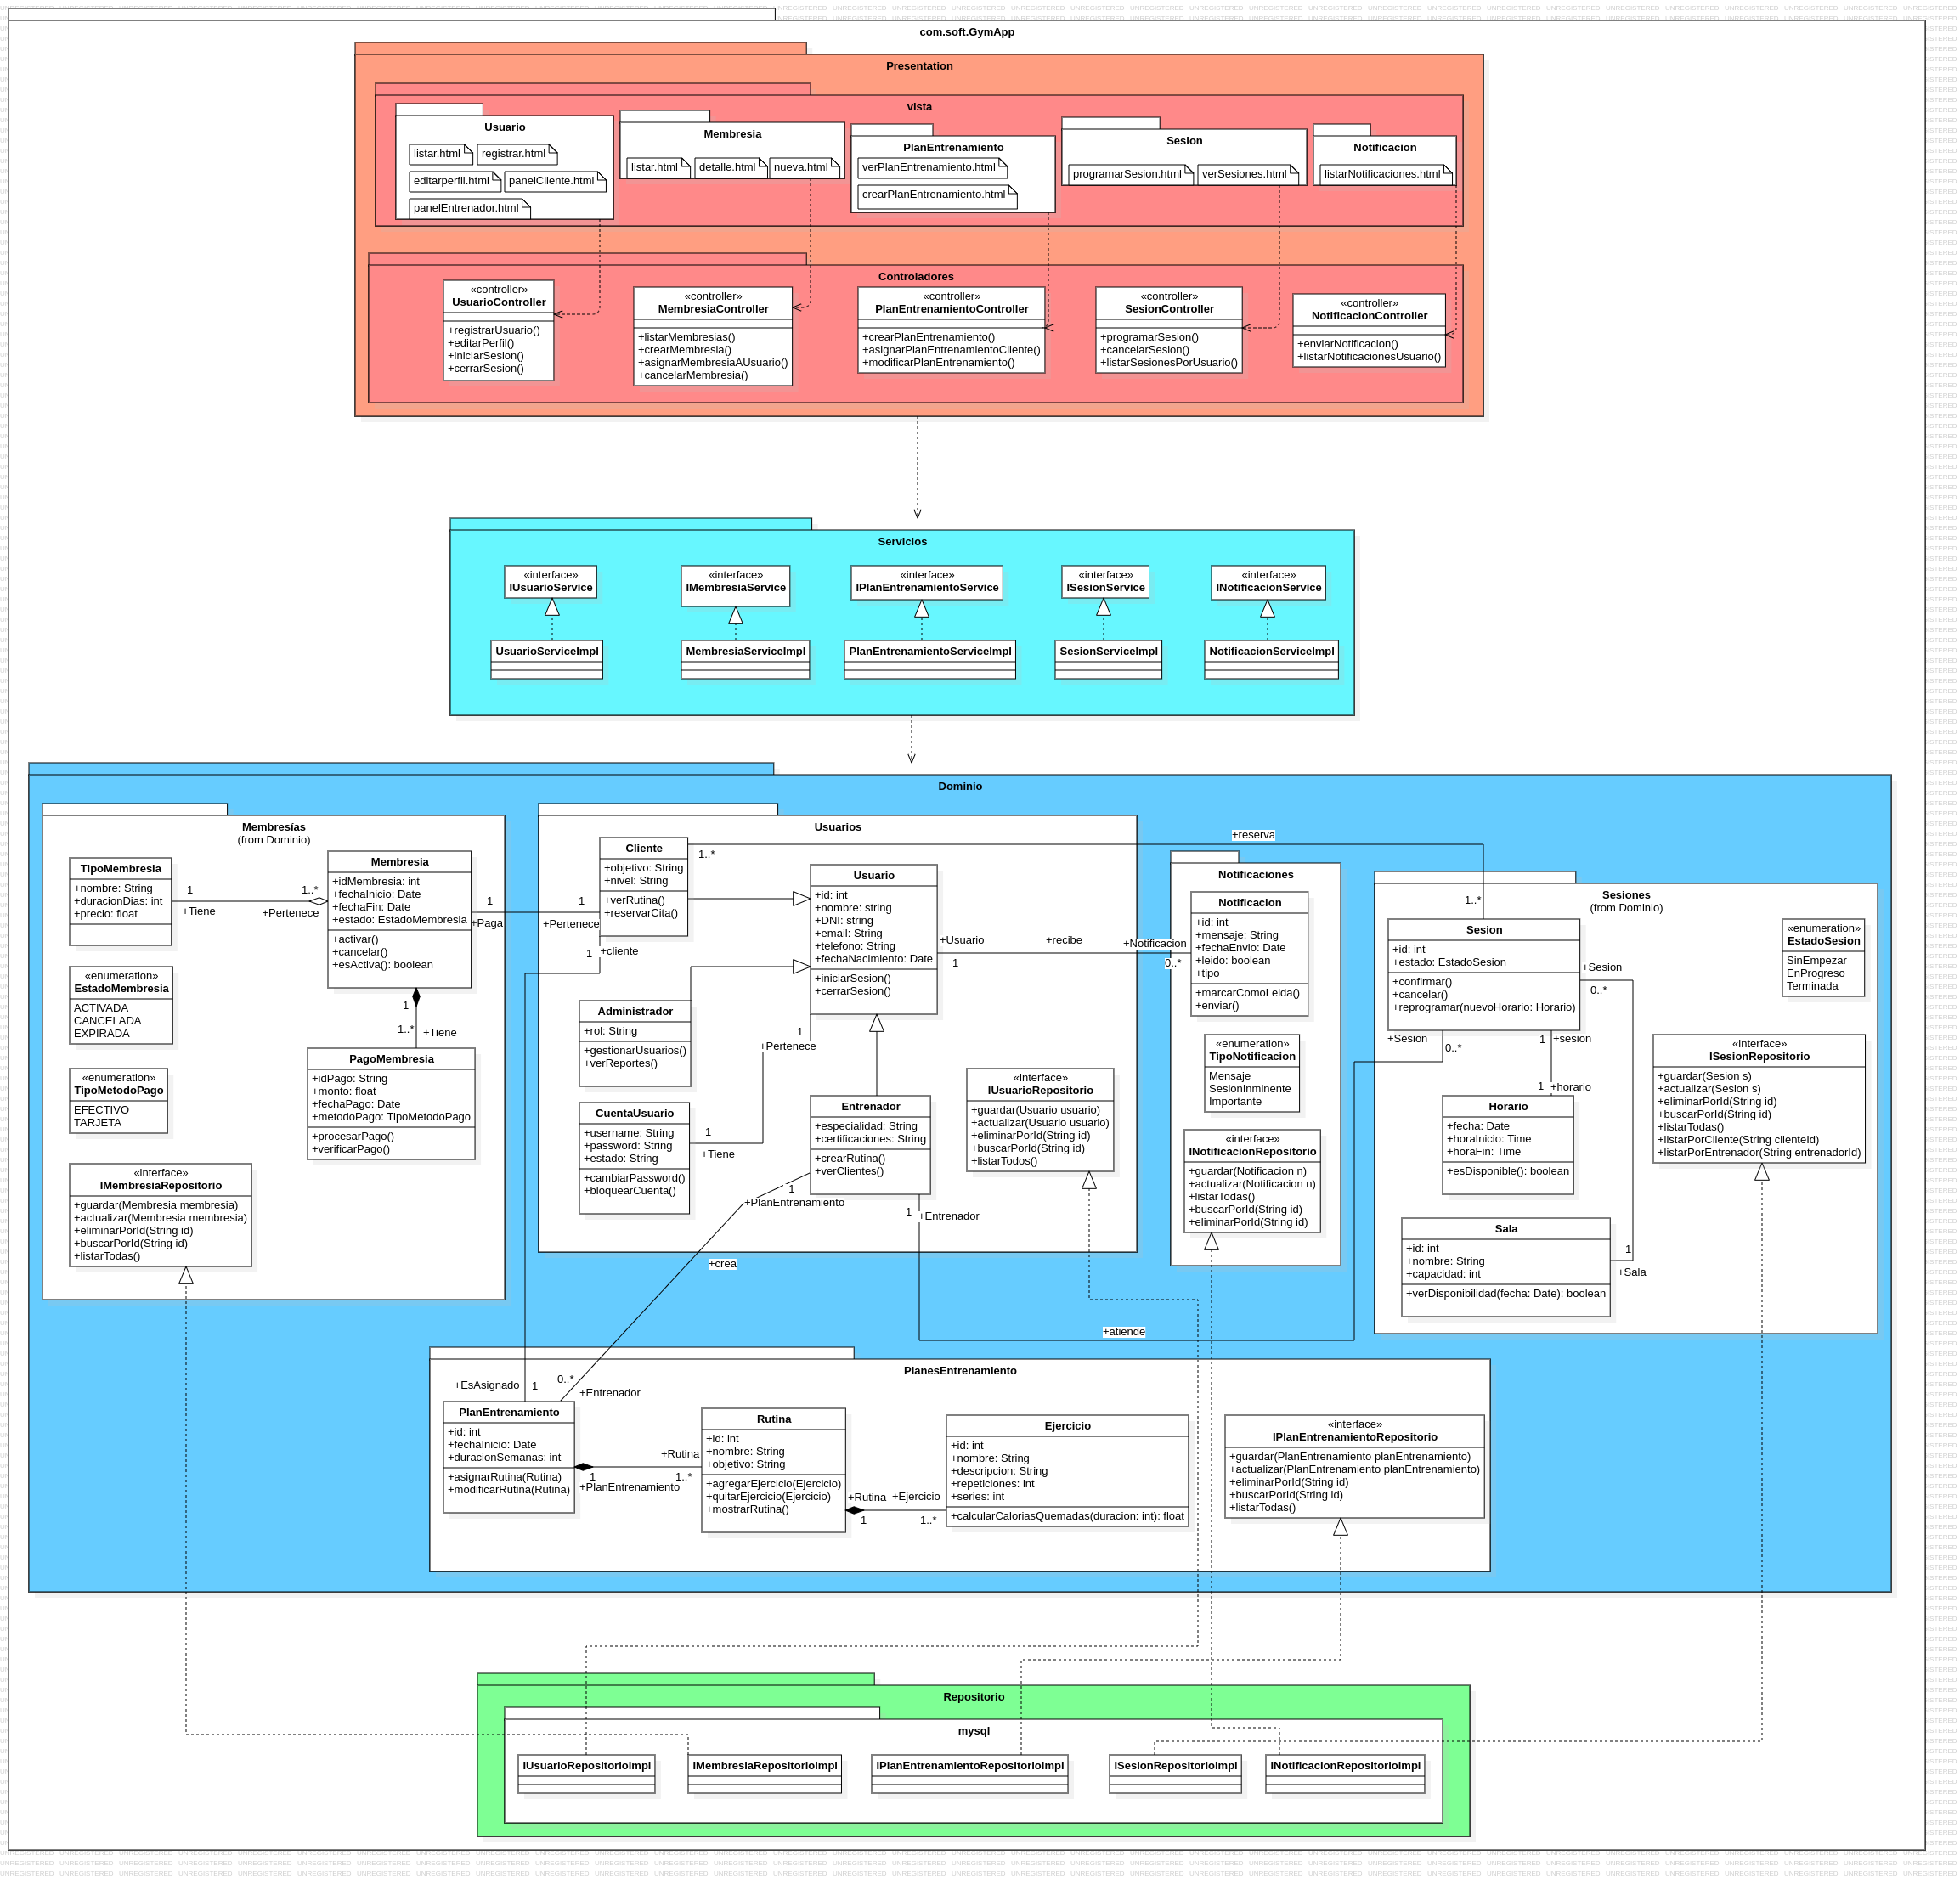 com.soft.GymApp
Presentation
vista
Usuario
listar.html
registrar.html
editarperfil.html
panelCliente.html
panelEntrenador.html
Membresia
listar.html
detalle.html
nueva.html
PlanEntrenamiento
verPlanEntrenamiento.html
crearPlanEntrenamiento.html
Sesion
programarSesion.html
verSesiones.html
Notificacion
listarNotificaciones.html
Controladores
«controller»
UsuarioController
+registrarUsuario()
+editarPerfil()
+iniciarSesion()
+cerrarSesion()
«controller»
MembresiaController
+listarMembresias()
+crearMembresia()
+asignarMembresiaAUsuario()
+cancelarMembresia()
«controller»
PlanEntrenamientoController
+crearPlanEntrenamiento()
+asignarPlanEntrenamientoCliente()
+modificarPlanEntrenamiento()
«controller»
SesionController
+programarSesion()
+cancelarSesion()
+listarSesionesPorUsuario()
«controller»
NotificacionController
+enviarNotificacion()
+listarNotificacionesUsuario()
Servicios
«interface»
IUsuarioService
«interface»
IMembresiaService
«interface»
IPlanEntrenamientoService
«interface»
ISesionService
«interface»
INotificacionService
UsuarioServiceImpl
MembresiaServiceImpl
PlanEntrenamientoServiceImpl
SesionServiceImpl
NotificacionServiceImpl
Dominio
Membresías
(from Dominio)
TipoMembresia
+nombre: String
+duracionDias: int
+precio: float
1
+Tiene
1..*
+Pertenece
Membresia
+idMembresia: int
+fechaInicio: Date
+fechaFin: Date
+estado: EstadoMembresia
+activar()
+cancelar()
+esActiva(): boolean
1
+Paga
1
+Pertenece
«enumeration»
EstadoMembresia
ACTIVADA
CANCELADA
EXPIRADA
1
1..*
+Tiene
PagoMembresia
+idPago: String
+monto: float
+fechaPago: Date
+metodoPago: TipoMetodoPago
+procesarPago()
+verificarPago()
«enumeration»
TipoMetodoPago
EFECTIVO
TARJETA
«interface»
IMembresiaRepositorio
+guardar(Membresia membresia)
+actualizar(Membresia membresia)
+eliminarPorId(String id)
+buscarPorId(String id)
+listarTodas()
Usuarios
Cliente
+objetivo: String
+nivel: String
+verRutina()
+reservarCita()
1..*
+reserva
1..*
1
+cliente
Usuario
+id: int
+nombre: string
+DNI: string
+email: String
+telefono: String
+fechaNacimiento: Date
+iniciarSesion()
+cerrarSesion()
+Usuario
1
+recibe
+Notificacion
0..*
Administrador
+rol: String
+gestionarUsuarios()
+verReportes()
1
+Pertenece
CuentaUsuario
+username: String
+password: String
+estado: String
+cambiarPassword()
+bloquearCuenta()
1
+Tiene
Entrenador
+especialidad: String
+certificaciones: String
+crearRutina()
+verClientes()
1
+PlanEntrenamiento
1
+Entrenador
+crea
«interface»
IUsuarioRepositorio
+guardar(Usuario usuario)
+actualizar(Usuario usuario)
+eliminarPorId(String id)
+buscarPorId(String id)
+listarTodos()
Notificaciones
Notificacion
+id: int
+mensaje: String
+fechaEnvio: Date
+leido: boolean
+tipo
+marcarComoLeida()
+enviar()
«enumeration»
TipoNotificacion
Mensaje
SesionInminente
Importante
«interface»
INotificacionRepositorio
+guardar(Notificacion n)
+actualizar(Notificacion n)
+listarTodas()
+buscarPorId(String id)
+eliminarPorId(String id)
Sesiones
(from Dominio)
Sesion
+id: int
+estado: EstadoSesion
+confirmar()
+cancelar()
+reprogramar(nuevoHorario: Horario)
+Sesion
0..*
+Sesion
0..*
1
+sesion
1
+horario
«enumeration»
EstadoSesion
SinEmpezar
EnProgreso
Terminada
Horario
+fecha: Date
+horaInicio: Time
+horaFin: Time
+esDisponible(): boolean
«interface»
ISesionRepositorio
+guardar(Sesion s)
+actualizar(Sesion s)
+eliminarPorId(String id)
+buscarPorId(String id)
+listarTodas()
+listarPorCliente(String clienteId)
+listarPorEntrenador(String entrenadorId)
Sala
+id: int
+nombre: String
+capacidad: int
+verDisponibilidad(fecha: Date): boolean
1
+Sala
+atiende
PlanesEntrenamiento
+EsAsignado
1
0..*
+Entrenador
PlanEntrenamiento
+id: int
+fechaInicio: Date
+duracionSemanas: int
+asignarRutina(Rutina)
+modificarRutina(Rutina)
1
+PlanEntrenamiento
+Rutina
1..*
Rutina
+id: int
+nombre: String
+objetivo: String
+agregarEjercicio(Ejercicio)
+quitarEjercicio(Ejercicio)
+mostrarRutina()
+Rutina
1
+Ejercicio
1..*
Ejercicio
+id: int
+nombre: String
+descripcion: String
+repeticiones: int
+series: int
+calcularCaloriasQuemadas(duracion: int): float
«interface»
IPlanEntrenamientoRepositorio
+guardar(PlanEntrenamiento planEntrenamiento)
+actualizar(PlanEntrenamiento planEntrenamiento)
+eliminarPorId(String id)
+buscarPorId(String id)
+listarTodas()
Repositorio
mysql
IUsuarioRepositorioImpl
IMembresiaRepositorioImpl
IPlanEntrenamientoRepositorioImpl
ISesionRepositorioImpl
INotificacionRepositorioImpl